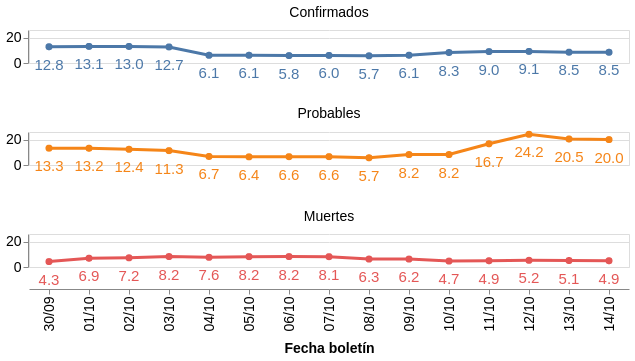 Confirmados
20
0
12.8 13.1 13.0 12.7 6.1 6.1 5.8 6.0 5.7 6.1 8.3 9.0 9.1 8.5 8.5
Probables
20
0
13.3 13.2 12.4 11.3 6.7 6.4 6.6 6.6 5.7 8.2 8.2 16.7 24.2 20.5 20.0
Muertes
20
0
4.3 6.9 7.2 8.2 7.6 8.2 8.2 8.1 6.3 6.2 4.7 4.9 5.2 5.1 4.9
30/09 01/10 02/10 03/10 04/10 05/10 06/10 07/10 08/10 09/10 10/10 11/10 12/10 13/10 14/10
Fecha boletín